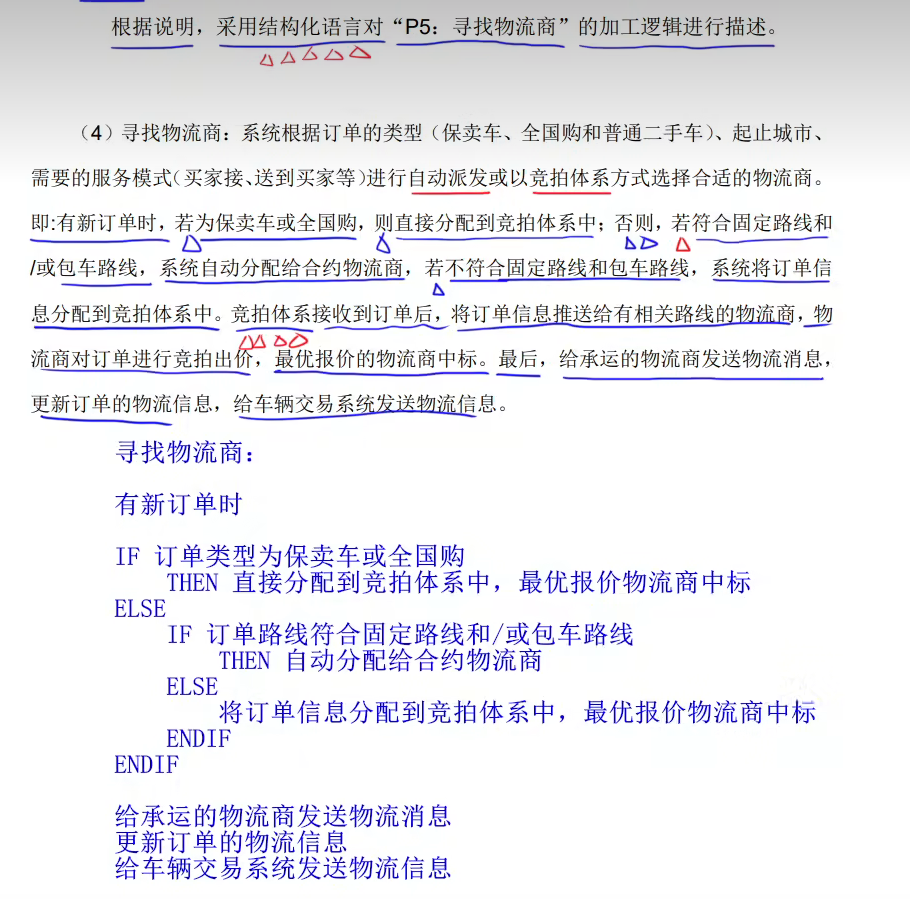 根据说明，采用结构化语言对“P5：寻找物流商”的加工逻辑进行描述。
（4）寻找物流商：系统根据订单的类型（保卖车、全国购和普通二手车）、起止城市、
需要的服务模式（买家接、送到买家等）进行自动派发或以竞拍体系方式选择合适的物流商。
即:有新订单时，若为保卖车或全国购，则直接分配到竞拍体系中；否则，若符合固定路线和
/或包车路线，系统自动分配给合约物流商，若不符合固定路线和包车路线，系统将订单信
息分配到竞拍体系中。竞拍体系接收到订单后，将订单信息推送给有相关路线的物流商，物
流商对订单进行竞拍出价，最优报价的物流商中标。最后，给承运的物流商发送物流消息，
更新订单的物流信息，给车辆交易系统发送物流信息。
寻找物流商：
有新订单时
IF 订单类型为保卖车或全国购
THEN 直接分配到竞拍体系中，最优报价物流商中标
ELSE
IF 订单路线符合固定路线和/或包车路线
THEN 自动分配给合约物流商
ELSE
将订单信息分配到竞拍体系中，最优报价物流商中标
ENDIF
ENDIF
给承运的物流商发送物流消息
更新订单的物流信息
给车辆交易系统发送物流信息